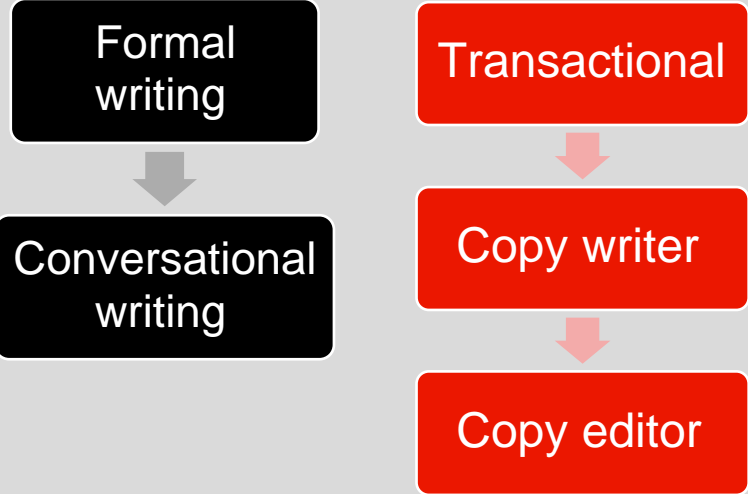 Formal
writing
Conversational
writing
Transactional
Copy writer
Copy editor